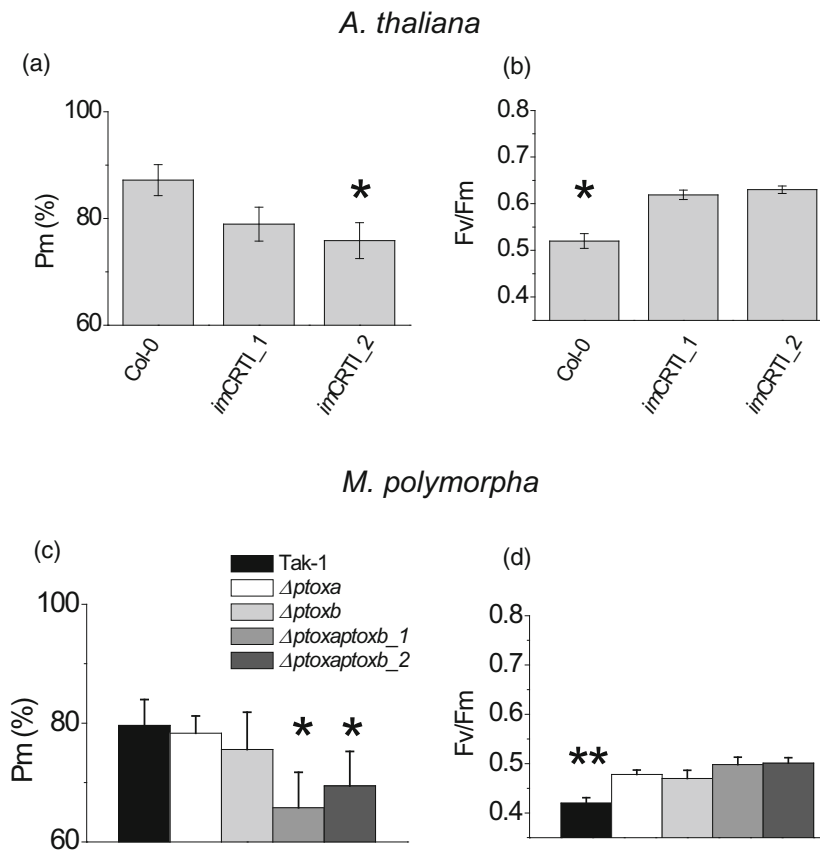 A. thaliana
(a)
(b)
100
80
60
Pm (%)
Col-0
imCRTI_1
imCRTI_2
*
0.8
0.7
0.6
0.5
0.4
Fv/Fm
*
Col-0
imCRTI_1
imCRTI_2
M. polymorpha
(c)
(d)
Tak-1
Δptoxa
Δptoxb
Δptoxaptoxb_1
Δptoxaptoxb_2
100
80
60
Pm (%)
* *
0.8
0.7
0.6
0.5
0.4
Fv/Fm
**